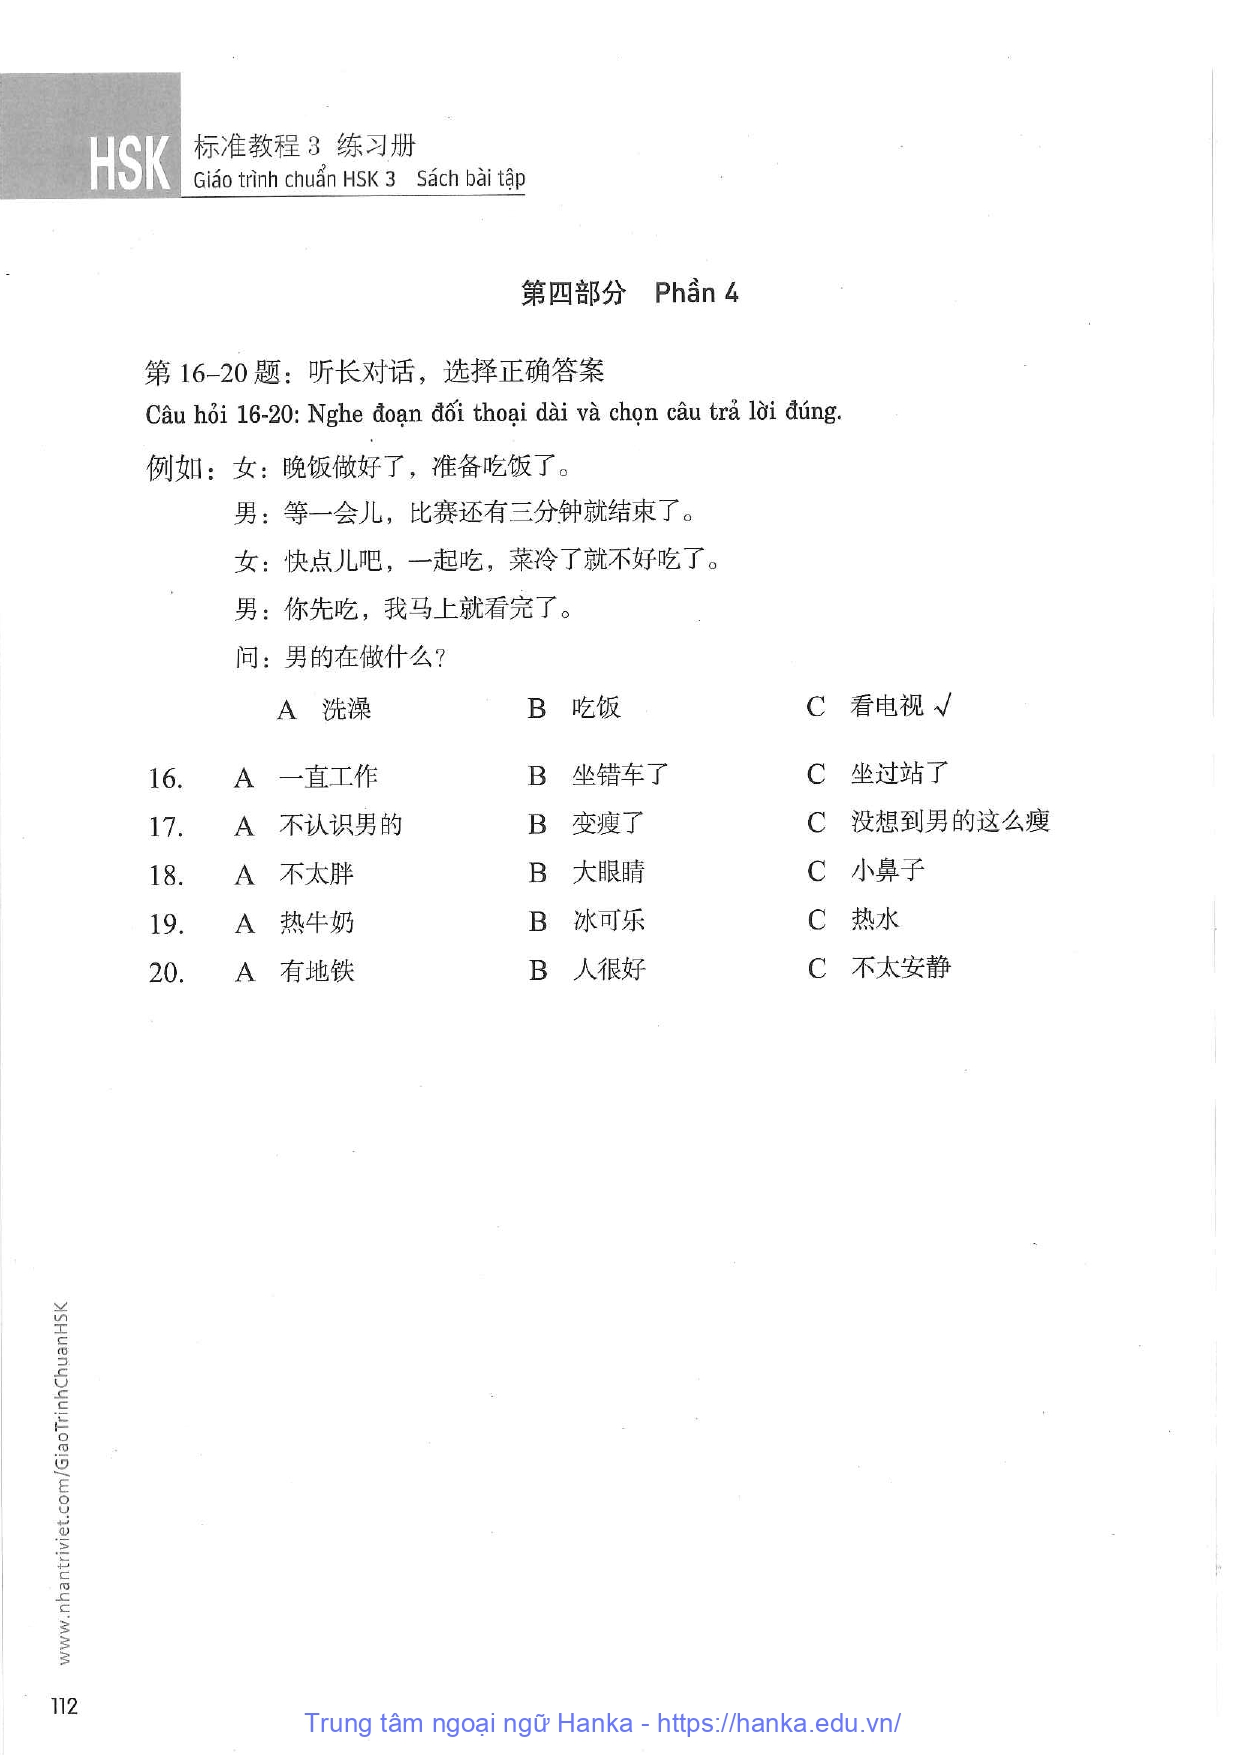 HSK 标准教程 3 练习册
Giáo trình chuẩn HSK 3 Sách bài tập
第四部分 Phần 4
第 16–20 题：听长对话，选择正确答案
Câu hỏi 16-20: Nghe đoạn đối thoại dài và chọn câu trả lời đúng.
例如：女：晚饭做好了，准备吃饭了。
男：等一会儿，比赛还有三分钟就结束了。
女：快点儿吧，一起吃，菜冷了就不好吃了。
男：你先吃，我马上就看完了。
问：男的在做什么？
A 洗澡 B 吃饭 C 看电视 √
16. A 一直工作 B 坐错车了 C 坐过站了
17. A 不认识男的 B 变瘦了 C 没想到男的这么瘦
18. A 不太胖 B 大眼睛 C 小鼻子
19. A 热牛奶 B 冰可乐 C 热水
20. A 有地铁 B 人很好 C 不太安静
www.nhantriviet.com/GiaoTrinhChuanHSK
112
Trung tâm ngoại ngữ Hanka - https://hanka.edu.vn/